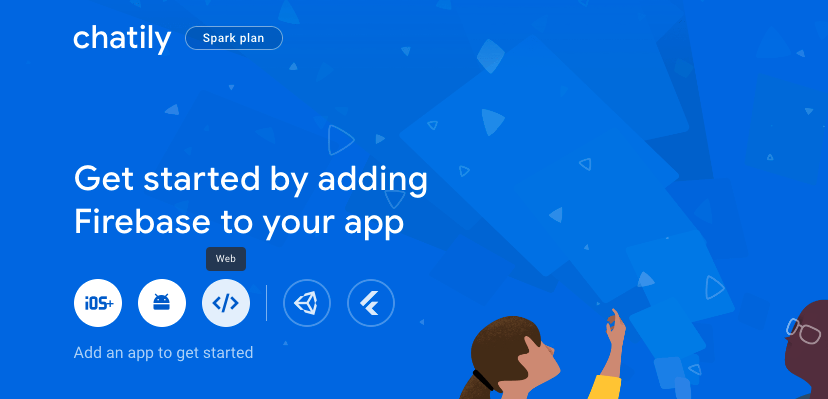 chatily
Spark plan
Get started by adding
Firebase to your app
Web
iOS+
Add an app to get started